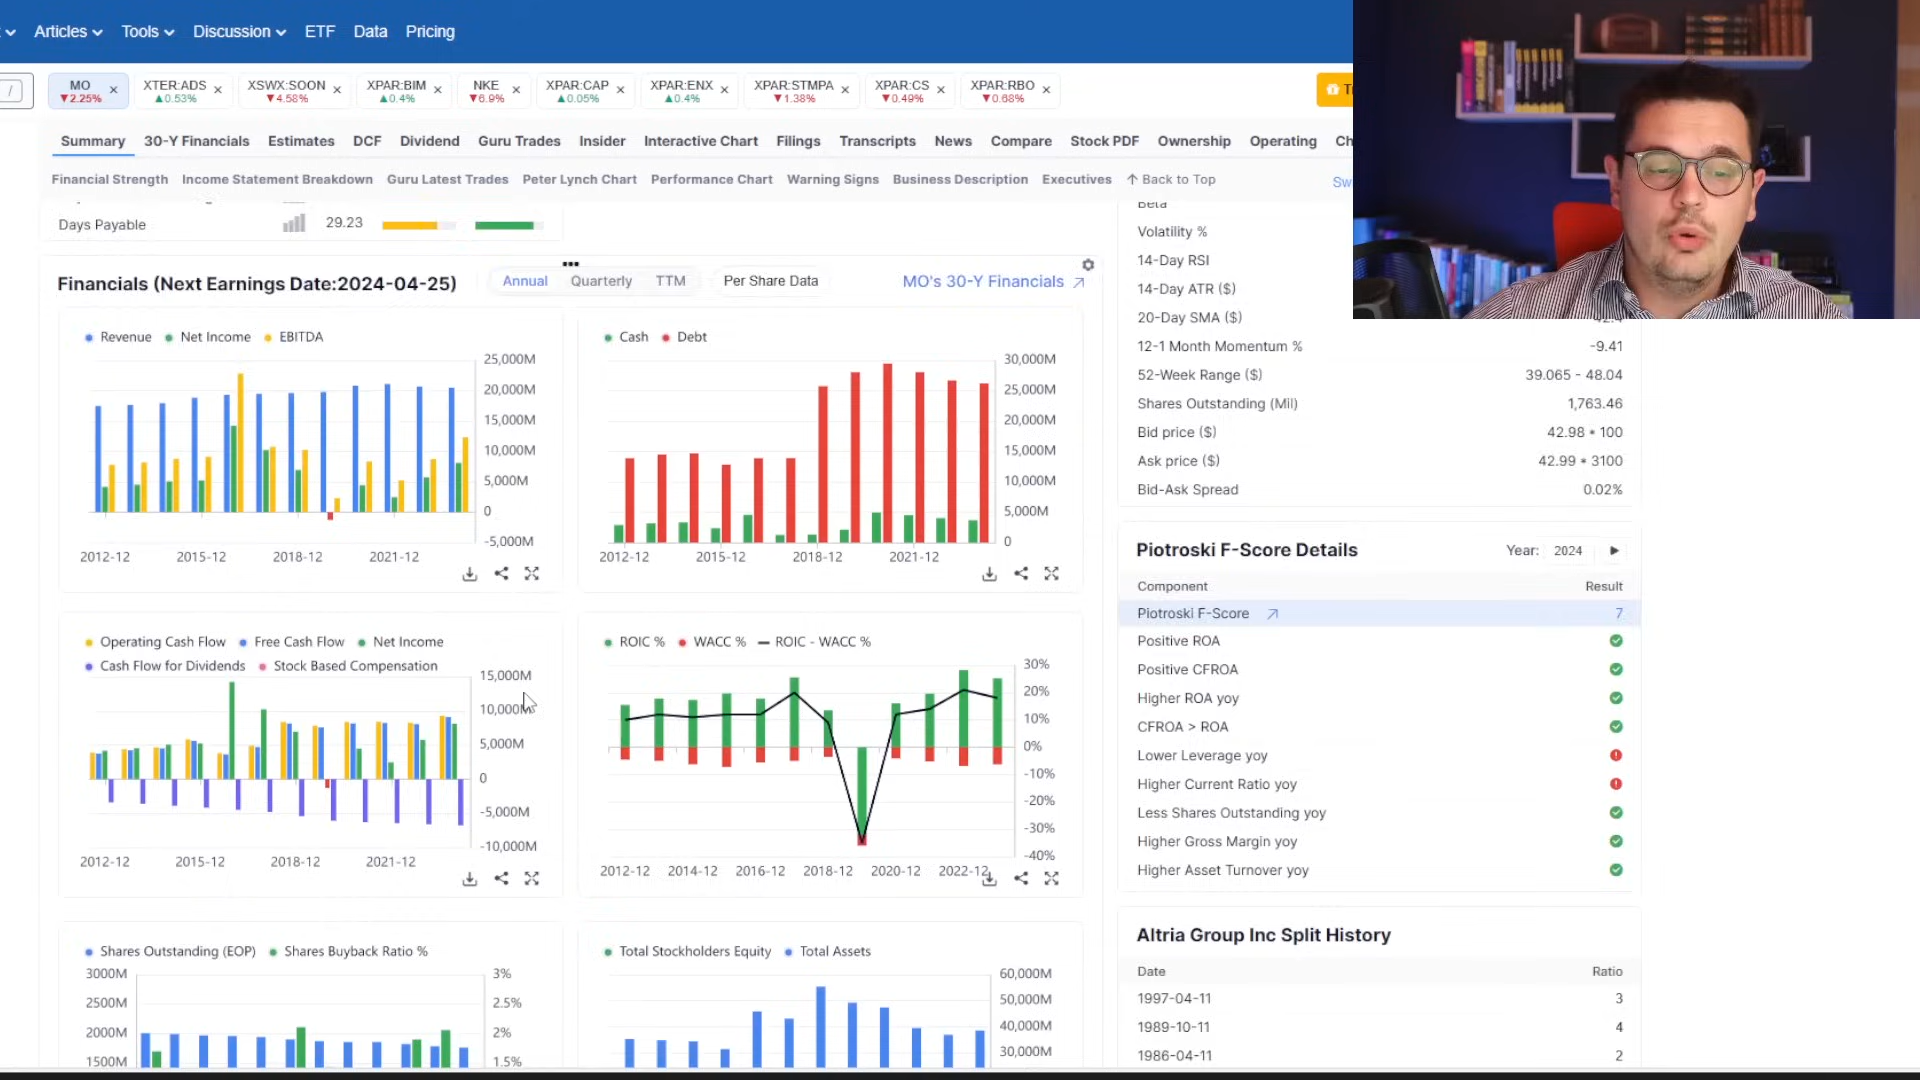 Articles Tools Discussion ETF Data Pricing
/ MO XTER:ADS XSWX:SOON XPAR:BIM NKE XPAR:CAP XPAR:ENX XPAR:STMPA XPAR:CS XPAR:RBO
▼2.25% ▲0.53% ▼4.58% ▲0.4% ▼6.9% ▲0.05% ▲0.4% ▼1.38% ▼0.49% ▼0.68%
Summary 30-Y Financials Estimates DCF Dividend Guru Trades Insider Interactive Chart Filings Transcripts News Compare Stock PDF Ownership Operating
Financial Strength Income Statement Breakdown Guru Latest Trades Peter Lynch Chart Performance Chart Warning Signs Business Description Executives ↑ Back to Top
Days Payable 29.23
Financials (Next Earnings Date:2024-04-25) Annual Quarterly TTM Per Share Data MO's 30-Y Financials
Revenue Net Income EBITDA
25,000M
20,000M
15,000M
10,000M
5,000M
0
-5,000M
2012-12 2015-12 2018-12 2021-12
Cash Debt
30,000M
25,000M
20,000M
15,000M
10,000M
5,000M
0
2012-12 2015-12 2018-12 2021-12
Operating Cash Flow Free Cash Flow Net Income
Cash Flow for Dividends Stock Based Compensation
15,000M
10,000M
5,000M
0
-5,000M
-10,000M
2012-12 2015-12 2018-12 2021-12
ROIC % WACC % ROIC - WACC %
30%
20%
10%
0%
-10%
-20%
-30%
-40%
2012-12 2014-12 2016-12 2018-12 2020-12 2022-12
Shares Outstanding (EOP) Shares Buyback Ratio %
3000M 3%
2500M 2.5%
2000M 2%
1500M 1.5%
Total Stockholders Equity Total Assets
60,000M
50,000M
40,000M
30,000M
Beta
Volatility %
14-Day RSI
14-Day ATR ($)
20-Day SMA ($)
12-1 Month Momentum % -9.41
52-Week Range ($) 39.065 - 48.04
Shares Outstanding (Mil) 1,763.46
Bid price ($) 42.98 * 100
Ask price ($) 42.99 * 3100
Bid-Ask Spread 0.02%
Piotroski F-Score Details Year: 2024
Component Result
Piotroski F-Score 7
Positive ROA
Positive CFROA
Higher ROA yoy
CFROA > ROA
Lower Leverage yoy
Higher Current Ratio yoy
Less Shares Outstanding yoy
Higher Gross Margin yoy
Higher Asset Turnover yoy
Altria Group Inc Split History
Date Ratio
1997-04-11 3
1989-10-11 4
1986-04-11 2